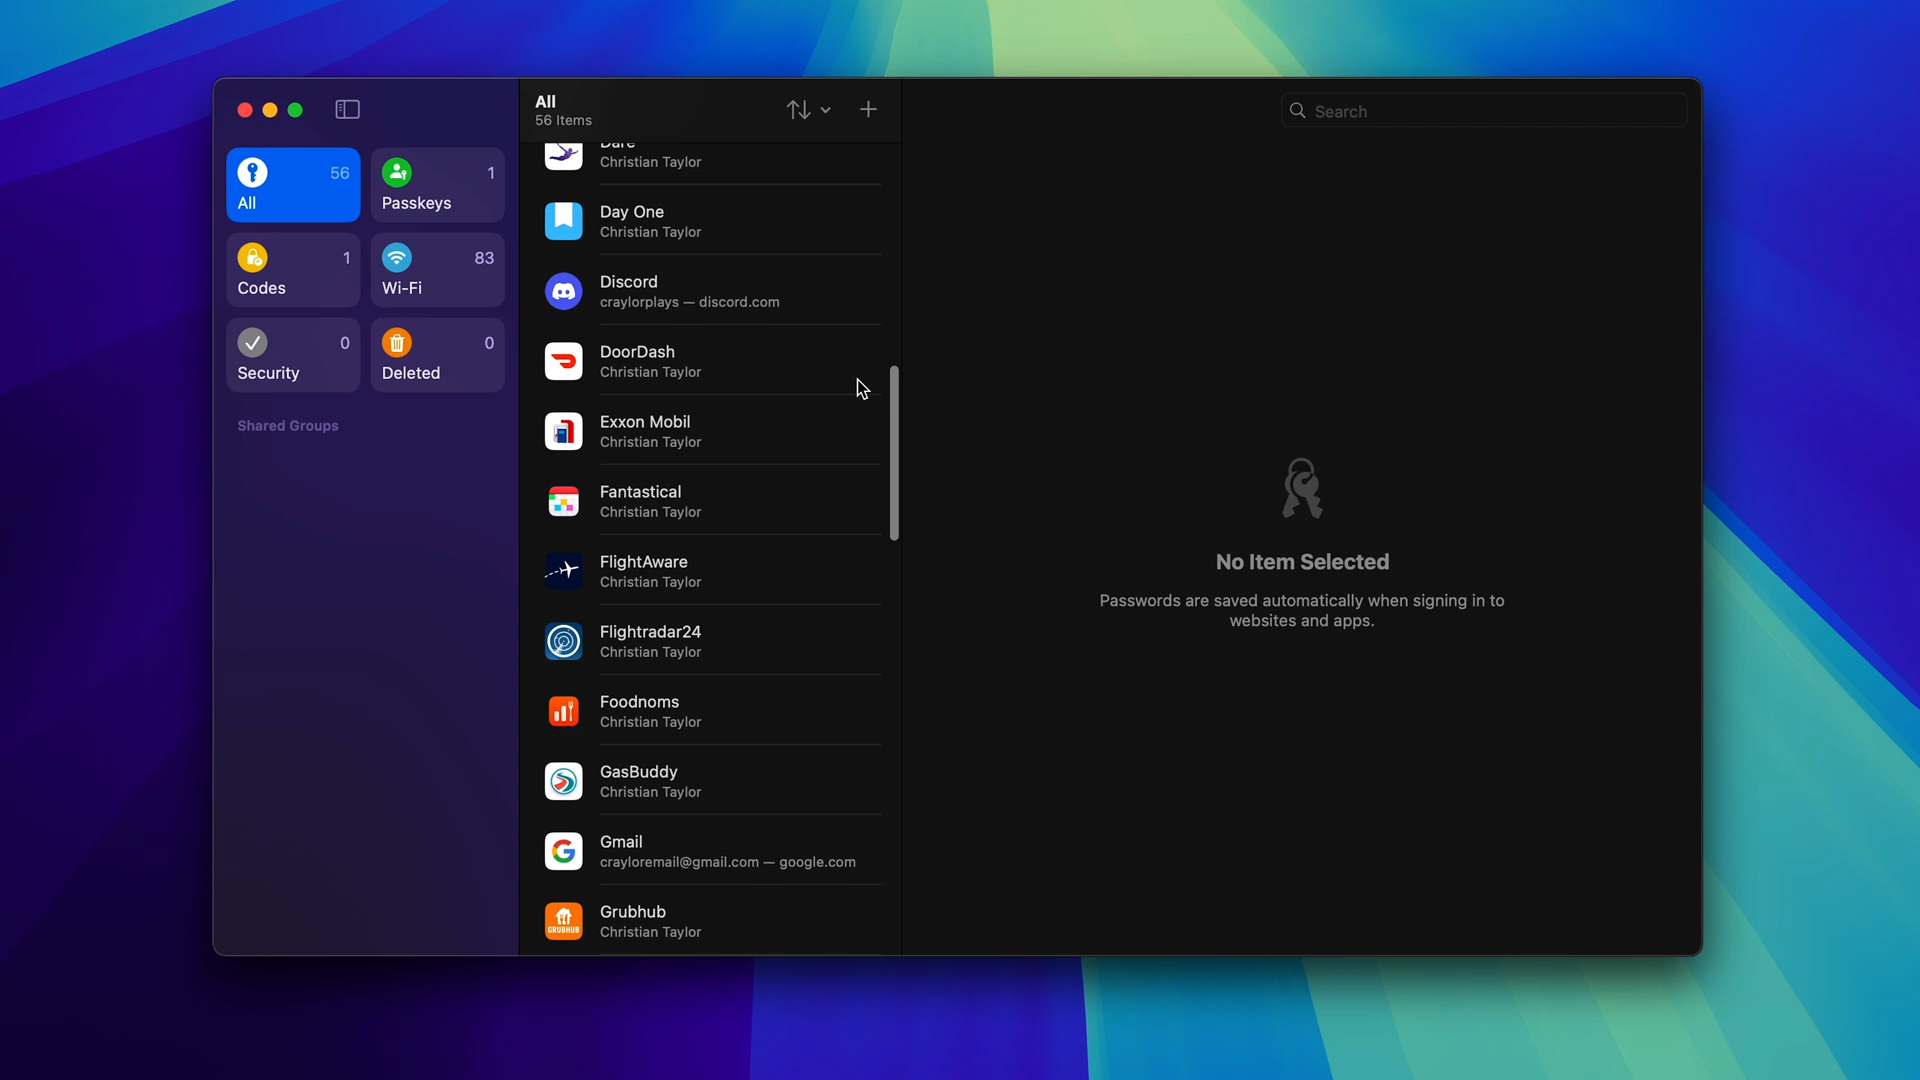 All
56 Items
Search
56
All
1
Passkeys
1
Codes
83
Wi-Fi
0
Security
0
Deleted
Shared Groups
Dare
Christian Taylor
Day One
Christian Taylor
Discord
craylorplays — discord.com
DoorDash
Christian Taylor
Exxon Mobil
Christian Taylor
Fantastical
Christian Taylor
FlightAware
Christian Taylor
Flightradar24
Christian Taylor
Foodnoms
Christian Taylor
GasBuddy
Christian Taylor
Gmail
crayloremail@gmail.com — google.com
GRUBHUB
Grubhub
Christian Taylor
No Item Selected
Passwords are saved automatically when signing in to
websites and apps.